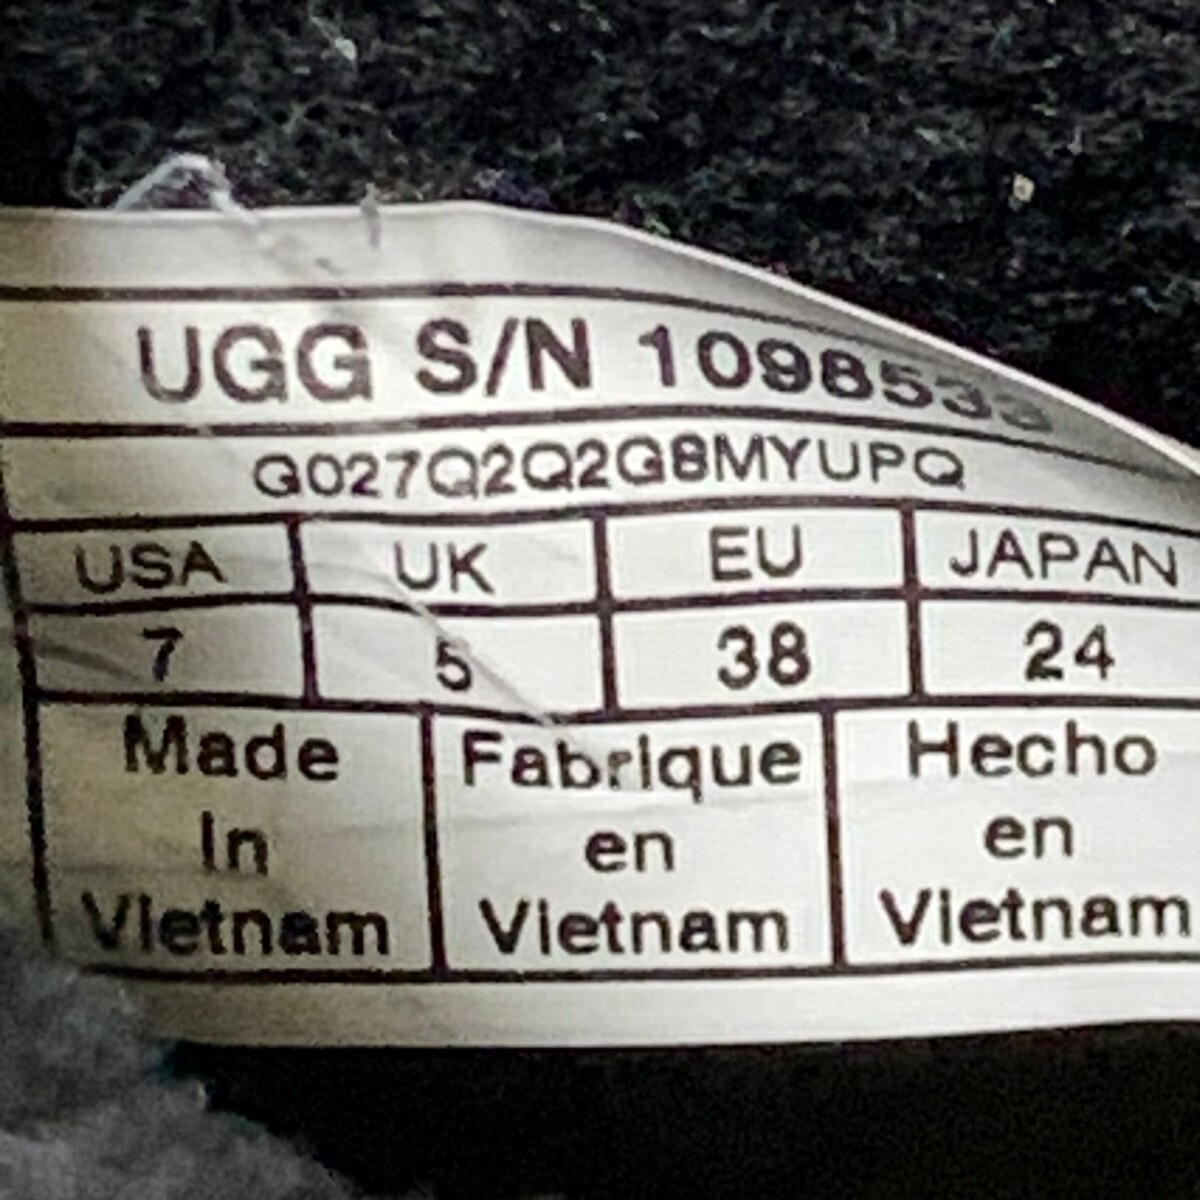 UGG S/N 1098533
G027Q2Q2G8MYUPQ
USA UK EU JAPAN
7 5 38 24
Made Fabrique Hecho
In en en
Vietnam Vietnam Vietnam